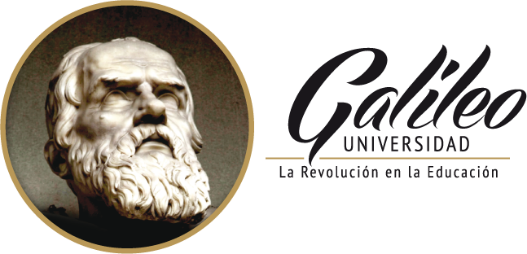 Galileo
UNIVERSIDAD
La Revolución en la Educación